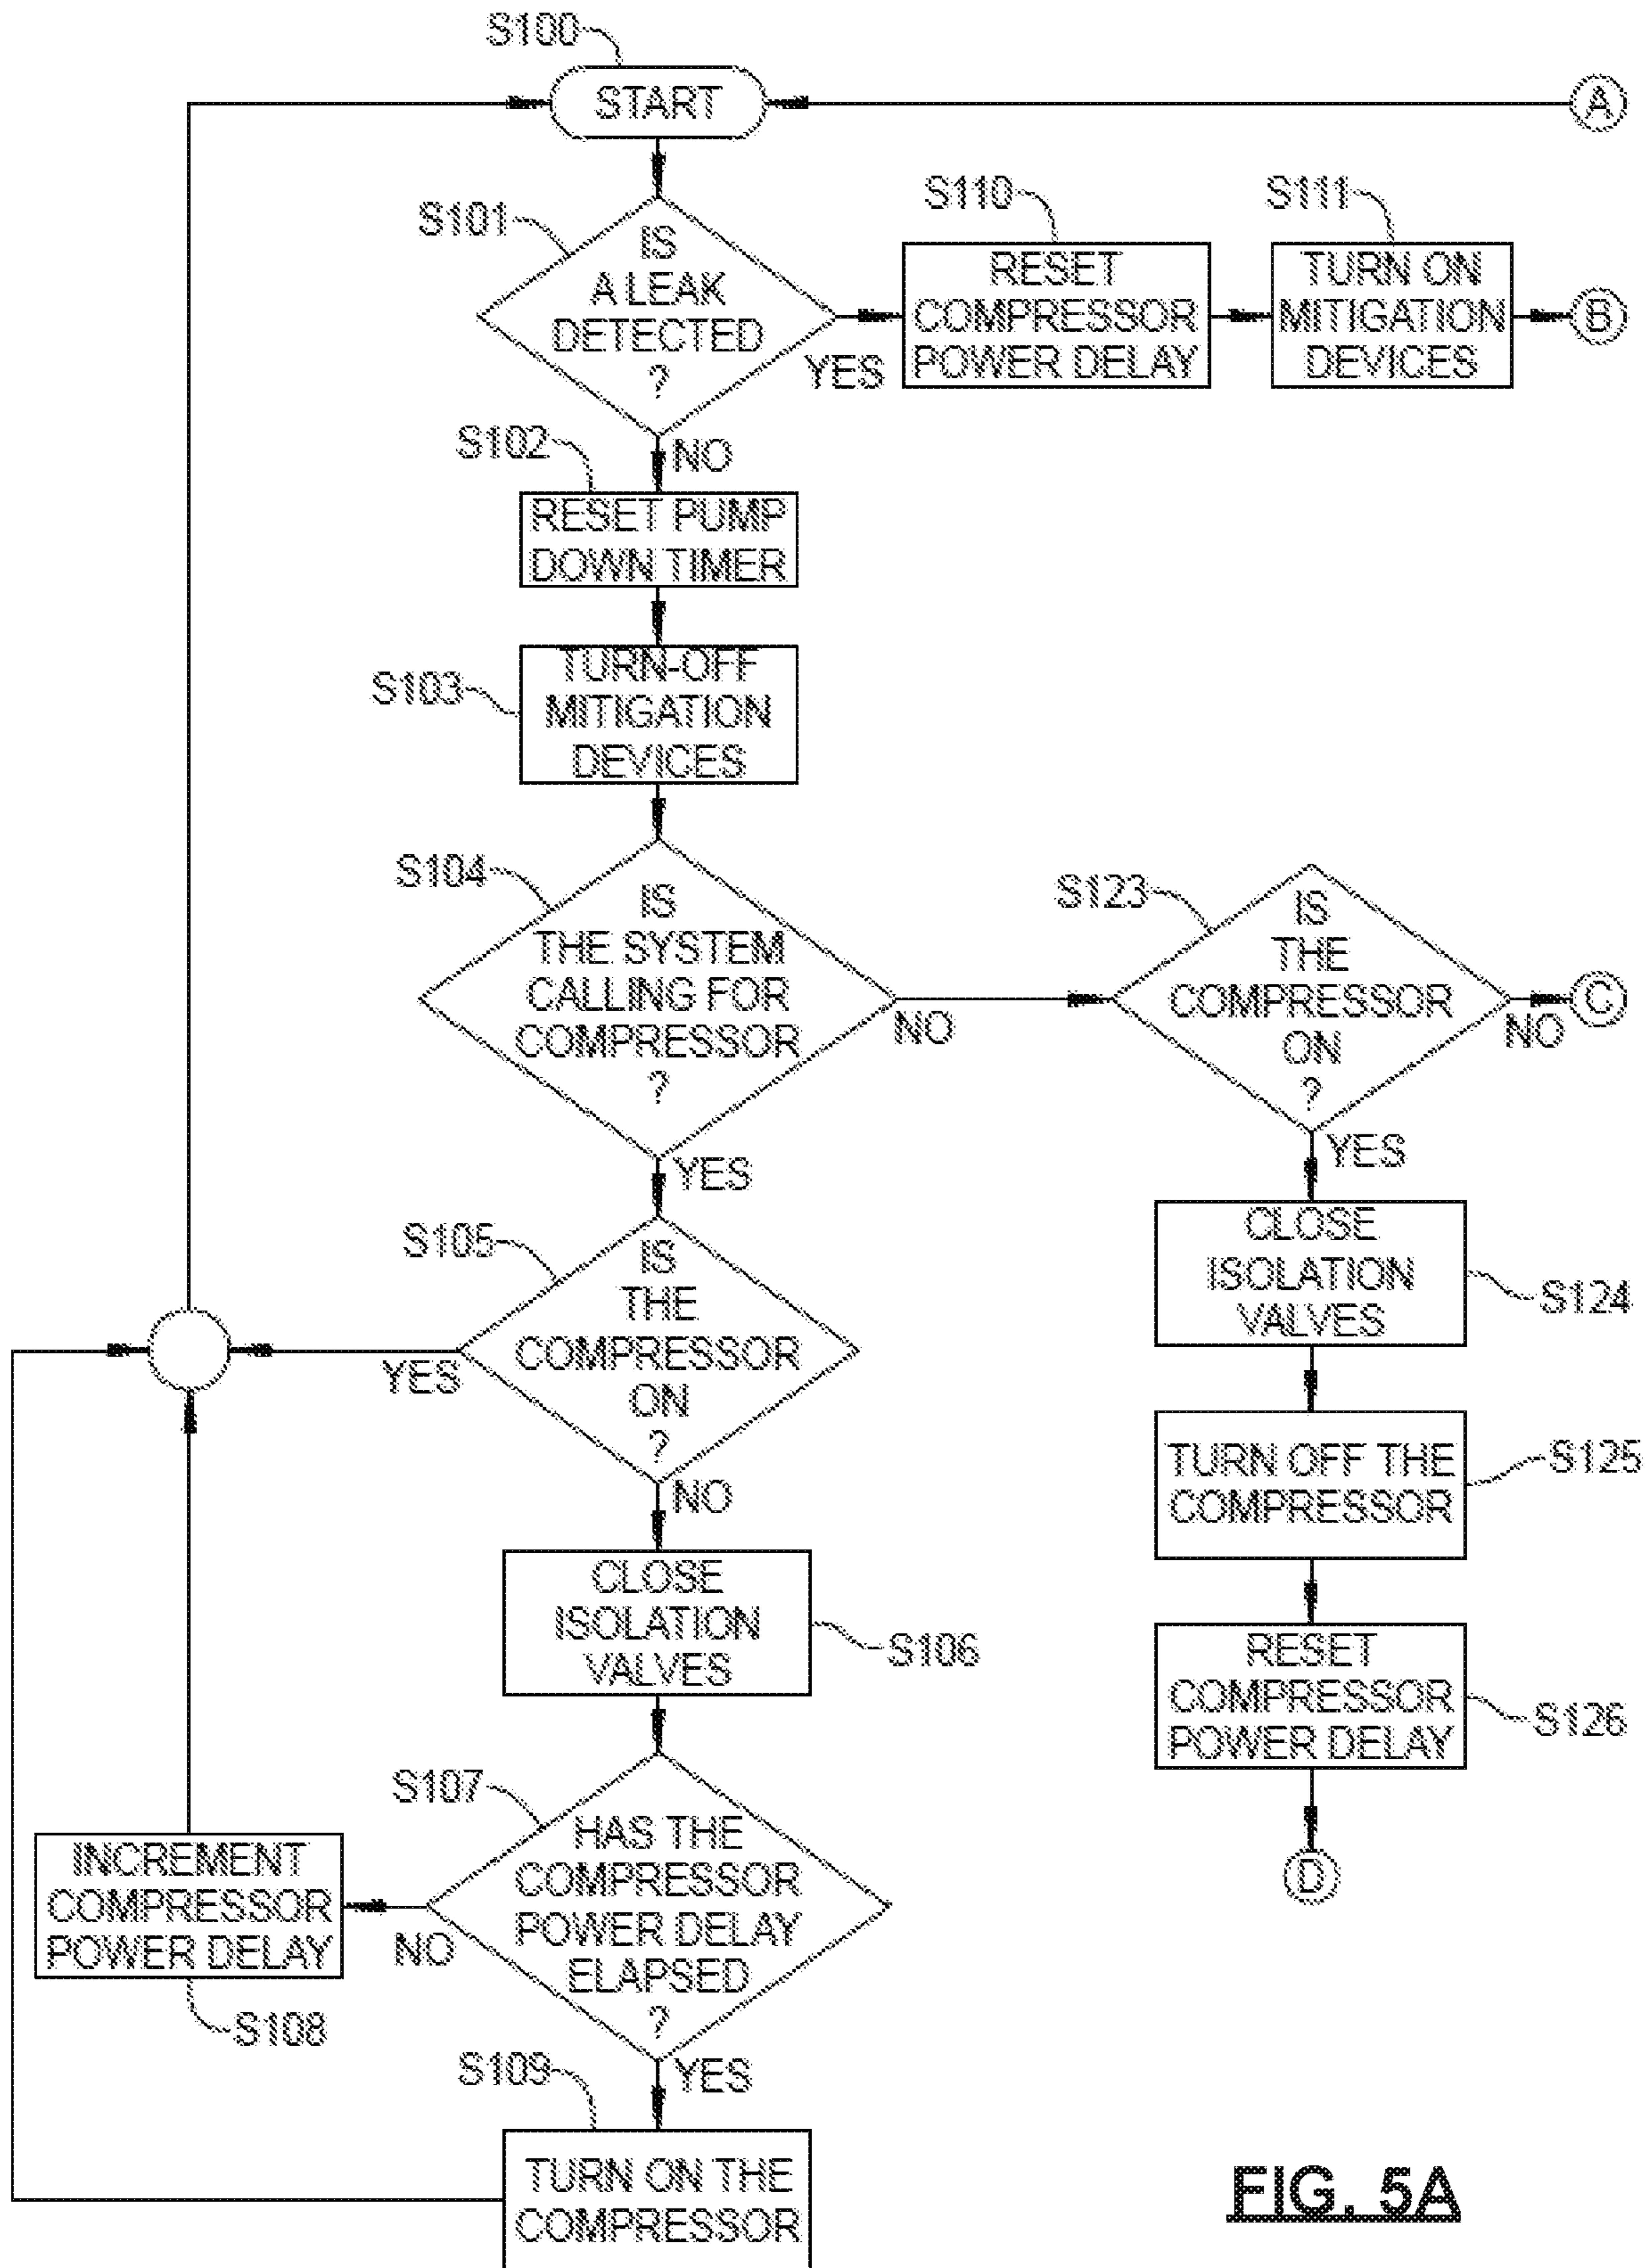 S100
START
A
S101
IS
A LEAK
DETECTED
?
YES
NO
S110
RESET
COMPRESSOR
POWER DELAY
S111
TURN ON
MITIGATION
DEVICES
B
S102
RESET PUMP
DOWN TIMER
S103
TURN-OFF
MITIGATION
DEVICES
S104
IS
THE SYSTEM
CALLING FOR
COMPRESSOR
?
NO
YES
S123
IS
THE
COMPRESSOR
ON
?
NO
C
YES
S105
IS
THE
COMPRESSOR
ON
?
YES
NO
CLOSE
ISOLATION
VALVES
S124
TURN OFF THE
COMPRESSOR
S125
CLOSE
ISOLATION
VALVES
S106
RESET
COMPRESSOR
POWER DELAY
S126
D
S107
HAS THE
COMPRESSOR
POWER DELAY
ELAPSED
?
NO
YES
INCREMENT
COMPRESSOR
POWER DELAY
S108
S109
TURN ON THE
COMPRESSOR
FIG. 5A